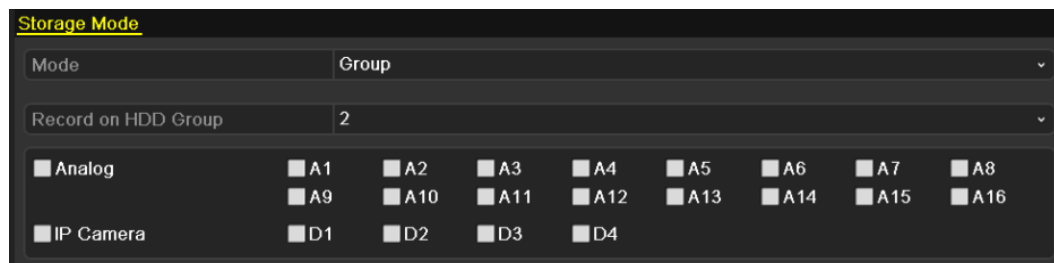 Storage Mode
Mode Group
Record on HDD Group 2
Analog A1 A2 A3 A4 A5 A6 A7 A8
A9 A10 A11 A12 A13 A14 A15 A16
IP Camera D1 D2 D3 D4